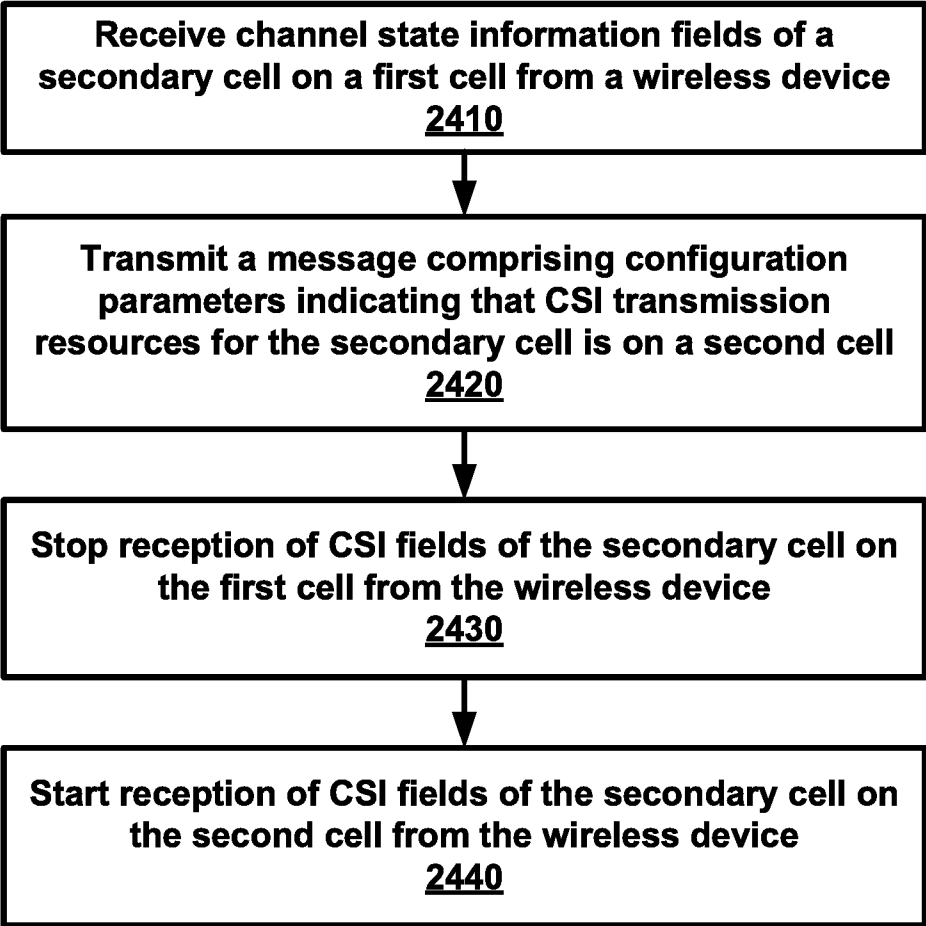 Receive channel state information fields of a
secondary cell on a first cell from a wireless device
2410
Transmit a message comprising configuration
parameters indicating that CSI transmission
resources for the secondary cell is on a second cell
2420
Stop reception of CSI fields of the secondary cell on
the first cell from the wireless device
2430
Start reception of CSI fields of the secondary cell on
the second cell from the wireless device
2440